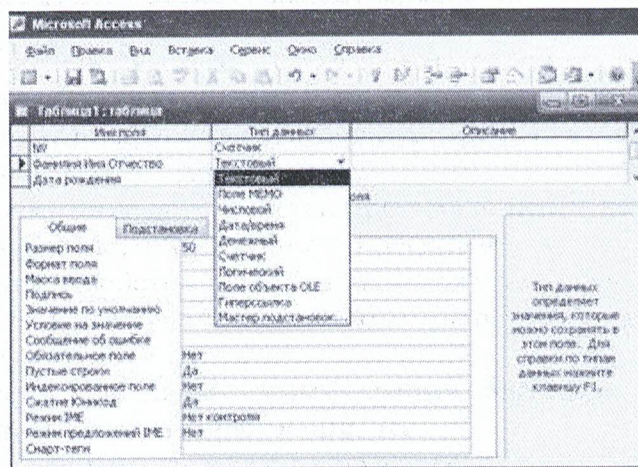 Microsoft Access
Файл Правка Вид Вставка Сервис Окно Справка
Таблица1 : таблица
Имя поля Тип данных Описание
Счетчик
Фамилия Имя Отчество Текстовый
Дата рождения
Текстовый
Поле МЕМО
Числовой
Дата/время
Денежный
Счетчик
Логический
Поле объекта OLE
Гиперссылка
Мастер подстановок...
Общие Подстановка
Размер поля 50
Формат поля
Маска ввода
Подпись
Значение по умолчанию
Условие на значение
Сообщение об ошибке
Обязательное поле Нет
Пустые строки Да
Индексированное поле Нет
Сжатие Юникод Да
Режим IME Нет контроля
Режим предложений IME Нет
Смарт-теги
Тип данных
определяет
значения, которые
можно сохранять в
этом поле. Для
справки по типам
данных нажмите
клавишу F1.